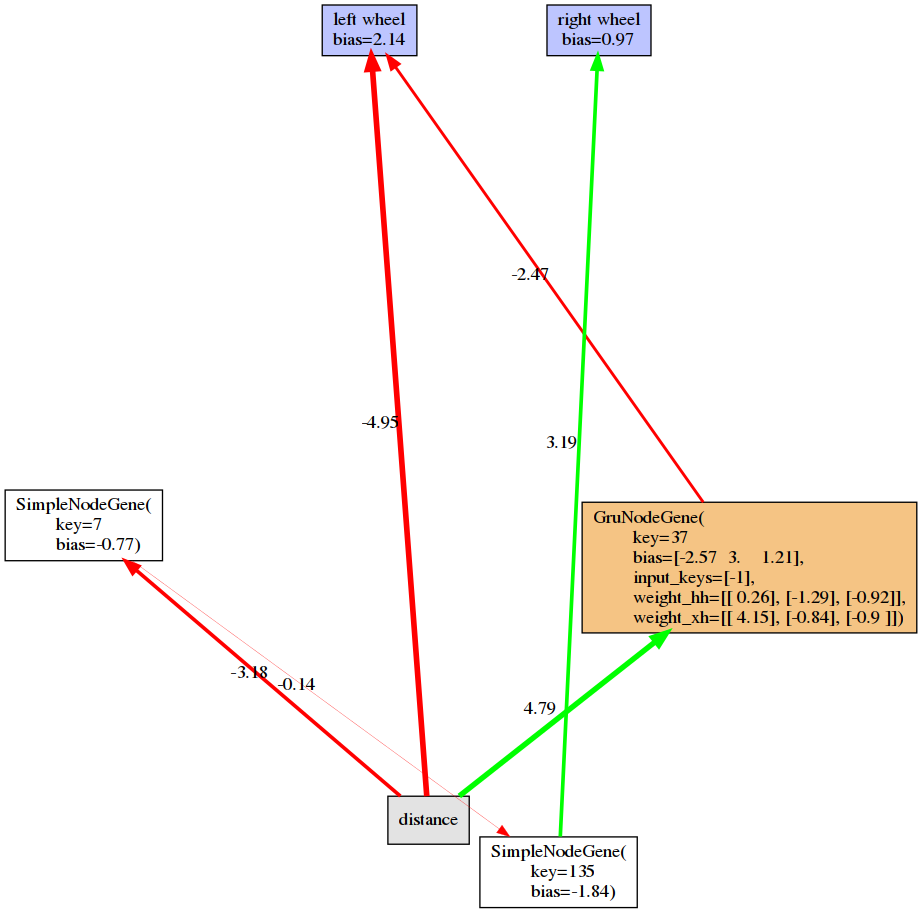 left wheel
bias=2.14
right wheel
bias=0.97
-2.47
-4.95
3.19
SimpleNodeGene(
key=7
bias=-0.77)
GruNodeGene(
key=37
bias=[-2.57 3. 1.21],
input_keys=[-1],
weight_hh=[[ 0.26], [-1.29], [-0.92]],
weight_xh=[[ 4.15], [-0.84], [-0.9 ]])
-3.18
-0.14
4.79
distance
SimpleNodeGene(
key=135
bias=-1.84)